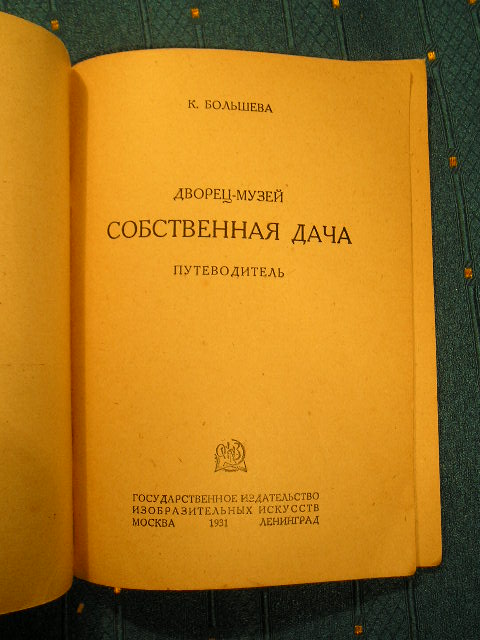 К. БОЛЬШЕВА
ДВОРЕЦ-МУЗЕЙ
СОБСТВЕННАЯ ДАЧА
ПУТЕВОДИТЕЛЬ
ГОСУДАРСТВЕННОЕ ИЗДАТЕЛЬСТВО
ИЗОБРАЗИТЕЛЬНЫХ ИСКУССТВ
МОСКВА 1931 ЛЕНИНГРАД